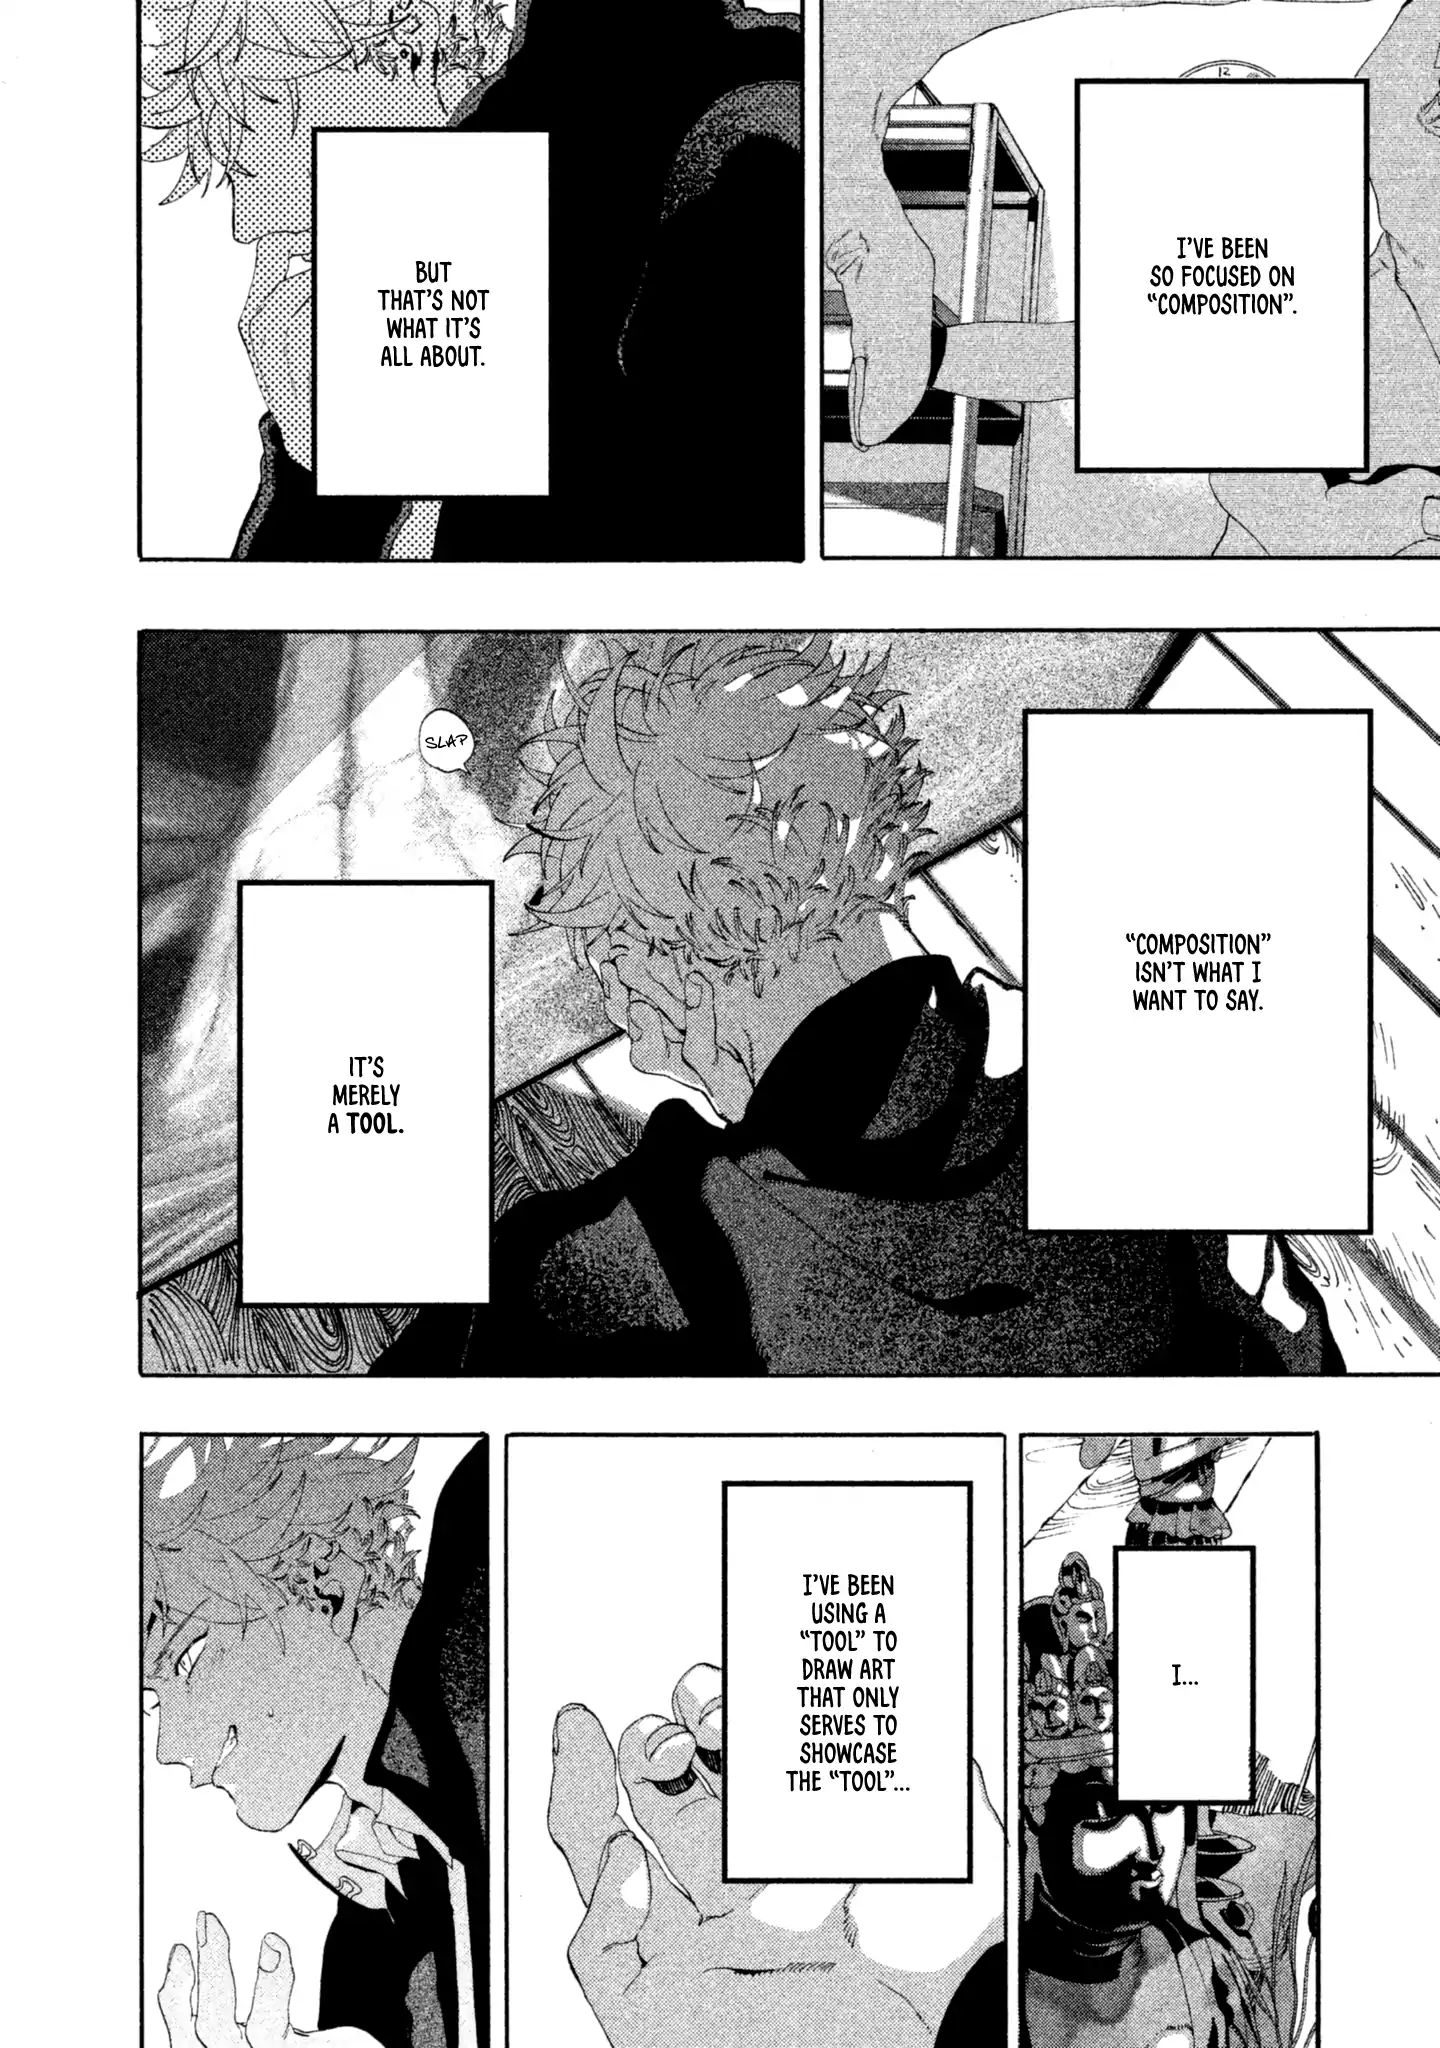 12
I'VE BEEN
SO FOCUSED ON
"COMPOSITION".
BUT
THAT'S NOT
WHAT IT'S
ALL ABOUT.
"COMPOSITION"
ISN'T WHAT I
WANT TO SAY.
SLAP
IT'S
MERELY
A TOOL.
I...
I'VE BEEN
USING A
"TOOL" TO
DRAW ART
THAT ONLY
SERVES TO
SHOWCASE
THE "TOOL"...